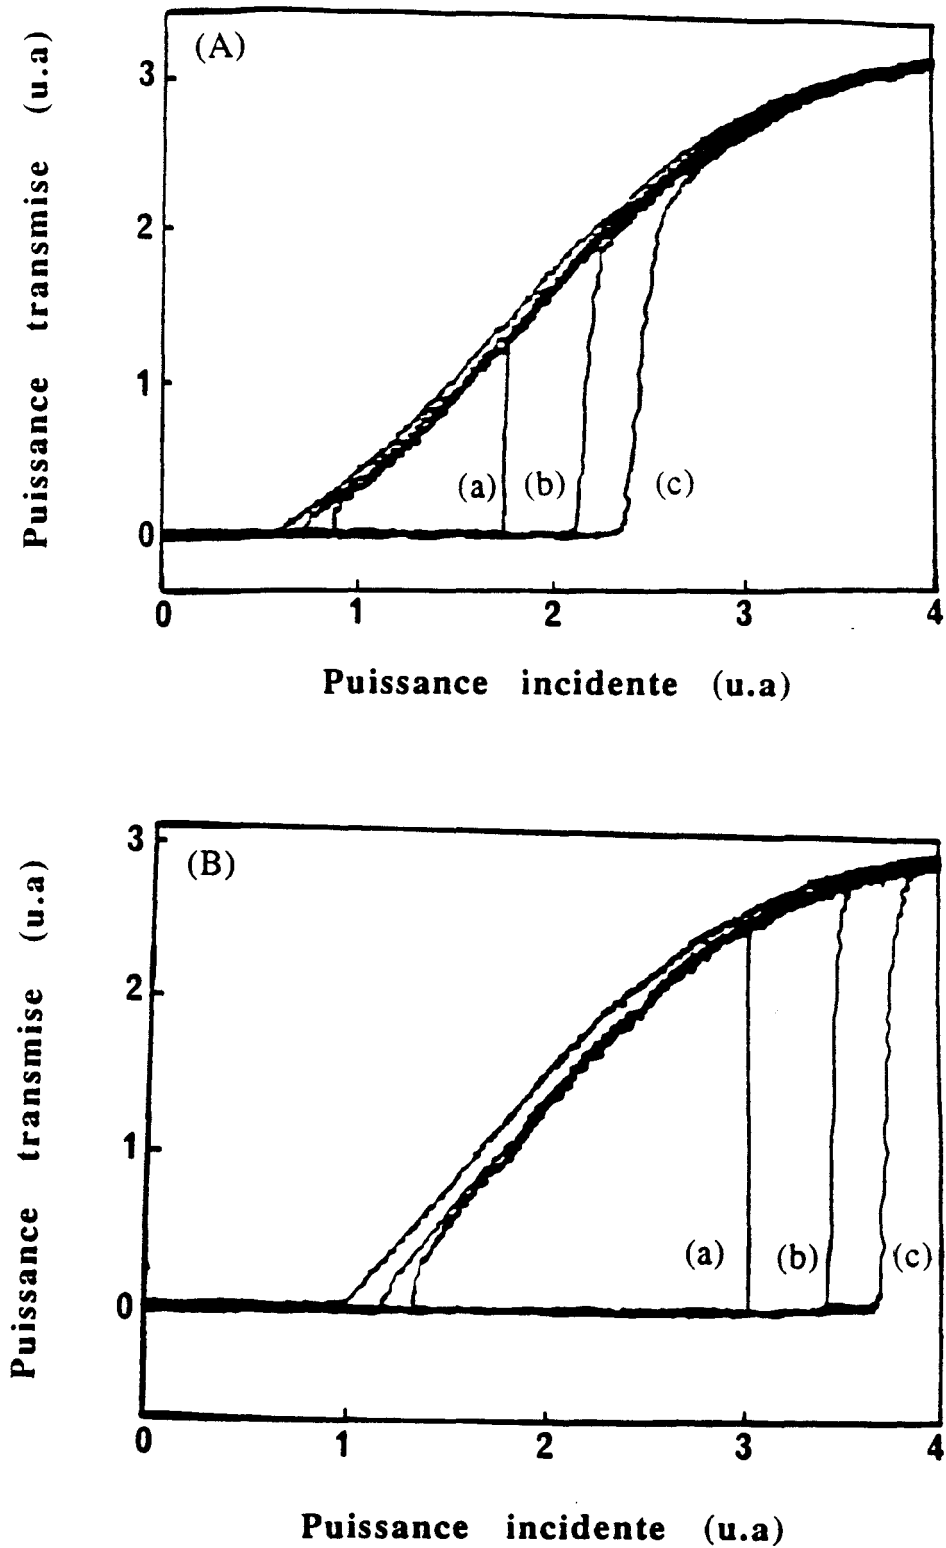 (A)
Puissance transmise (u.a)
3
2
1
0
(a) (b) (c)
0 1 2 3 4
Puissance incidente (u.a)
(B)
Puissance transmise (u.a)
3
2
1
0
(a) (b) (c)
0 1 2 3 4
Puissance incidente (u.a)